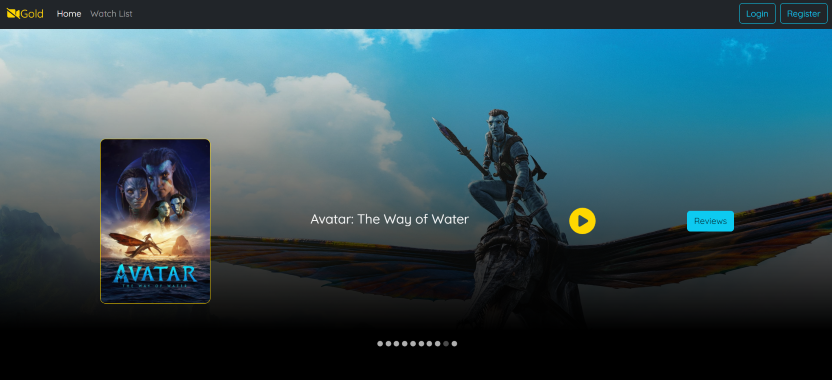 Gold
Home
Watch List
Login
Register
Avatar: The Way of Water
Reviews
AVATAR
THE WAY OF WATER